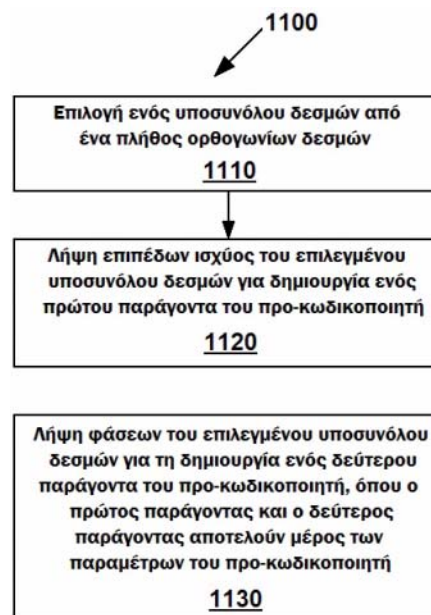 1100
Επιλογή ενός υποσυνόλου δεσμών από
ένα πλήθος ορθογωνίων δεσμών
1110
Λήψη επιπέδων ισχύος του επιλεγμένου
υποσυνόλου δεσμών για δημιουργία ενός
πρώτου παράγοντα του προ-κωδικοποιητή
1120
Λήψη φάσεων του επιλεγμένου υποσυνόλου
δεσμών για τη δημιουργία ενός δεύτερου
παράγοντα του προ-κωδικοποιητή, όπου ο
πρώτος παράγοντας και ο δεύτερος
παράγοντας αποτελούν μέρος των
παραμέτρων του προ-κωδικοποιητή
1130